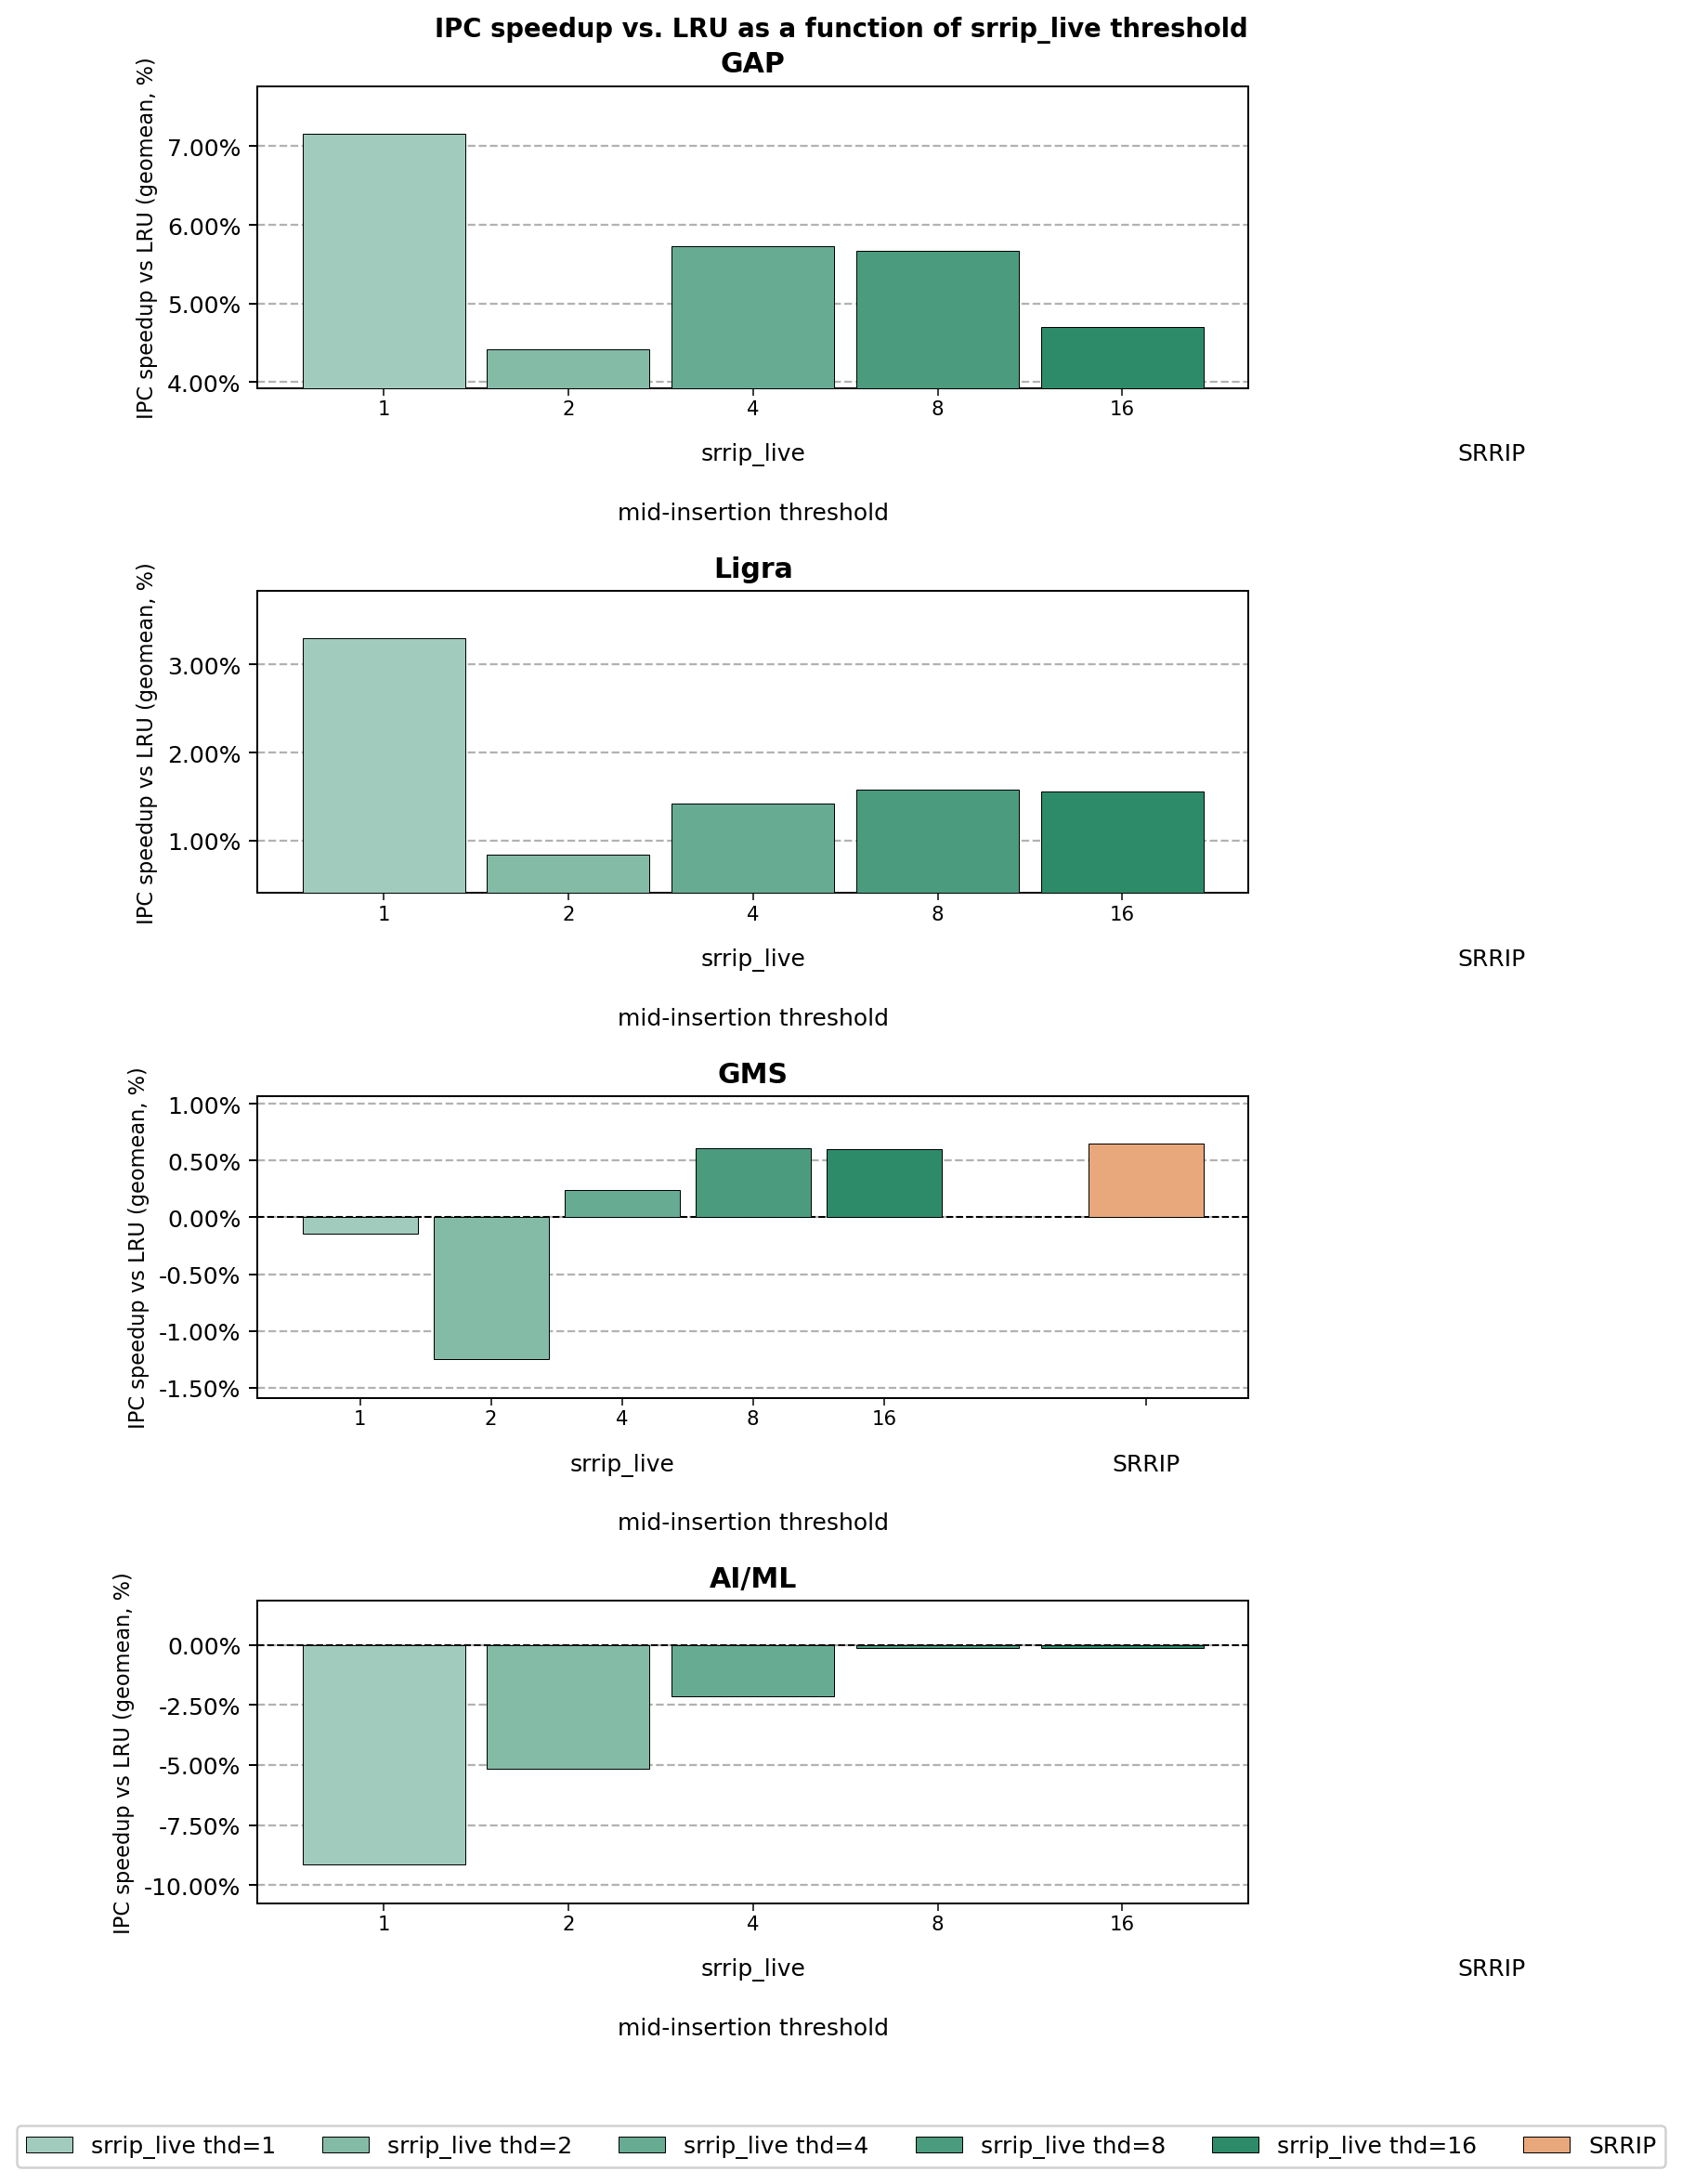 IPC speedup vs. LRU as a function of srrip_live threshold
GAP
IPC speedup vs LRU (geomean, %)
7.00%
6.00%
5.00%
4.00%
1 2 4 8 16
srrip_live SRRIP
mid-insertion threshold
Ligra
IPC speedup vs LRU (geomean, %)
3.00%
2.00%
1.00%
1 2 4 8 16
srrip_live SRRIP
mid-insertion threshold
GMS
IPC speedup vs LRU (geomean, %)
1.00%
0.50%
0.00%
-0.50%
-1.00%
-1.50%
1 2 4 8 16
srrip_live SRRIP
mid-insertion threshold
AI/ML
IPC speedup vs LRU (geomean, %)
0.00%
-2.50%
-5.00%
-7.50%
-10.00%
1 2 4 8 16
srrip_live SRRIP
mid-insertion threshold
srrip_live thd=1 srrip_live thd=2 srrip_live thd=4 srrip_live thd=8 srrip_live thd=16 SRRIP